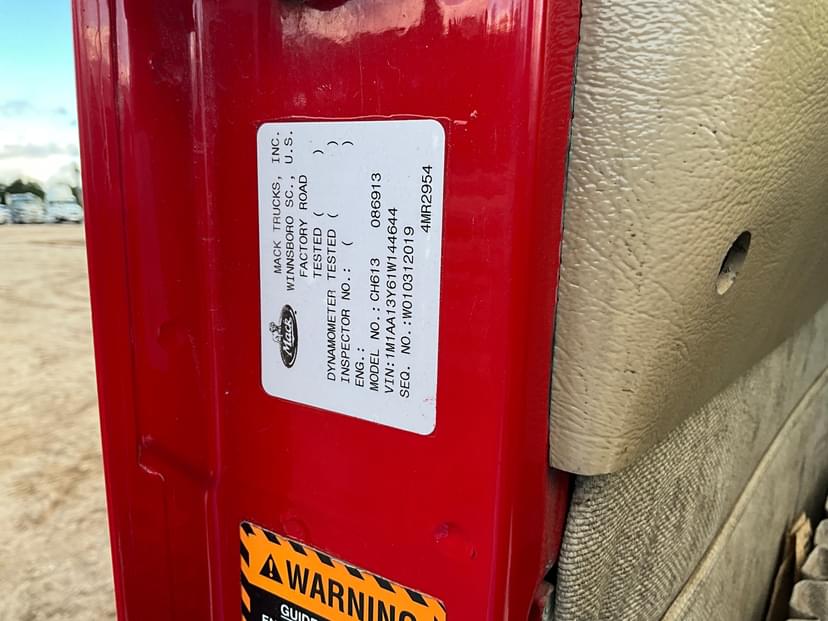 MACK TRUCKS, INC.
WINNSBORO SC., U.S.
FACTORY ROAD
TESTED ( ) )
DYNAMOMETER TESTED ( )
INSPECTOR NO.: (
ENG.:
MODEL NO.: CH613 086913
VIN:1M1AA13Y61W144644
SEQ. NO.:W010312019
4MR2954
Mack
WARNING